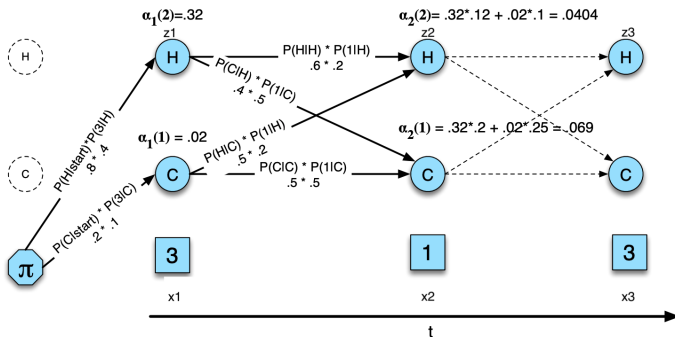 α₁(2)=.32
α₂(2)= .32*.12 + .02*.1 = .0404
z1
z2
z3
H
H
P(H|H) * P(1|H)
.6 * .2
H
H
P(C|H) * P(1|C)
.4 * .5
P(H|start)*P(3|H)
.8 * .4
α₁(1) = .02
P(H|C) * P(1|H)
.5 * .2
α₂(1) = .32*.2 + .02*.25 = .069
C
C
P(C|C) * P(1|C)
.5 * .5
C
C
P(C|start) * P(3|C)
.2 * .1
π
3
1
3
x1
x2
x3
t